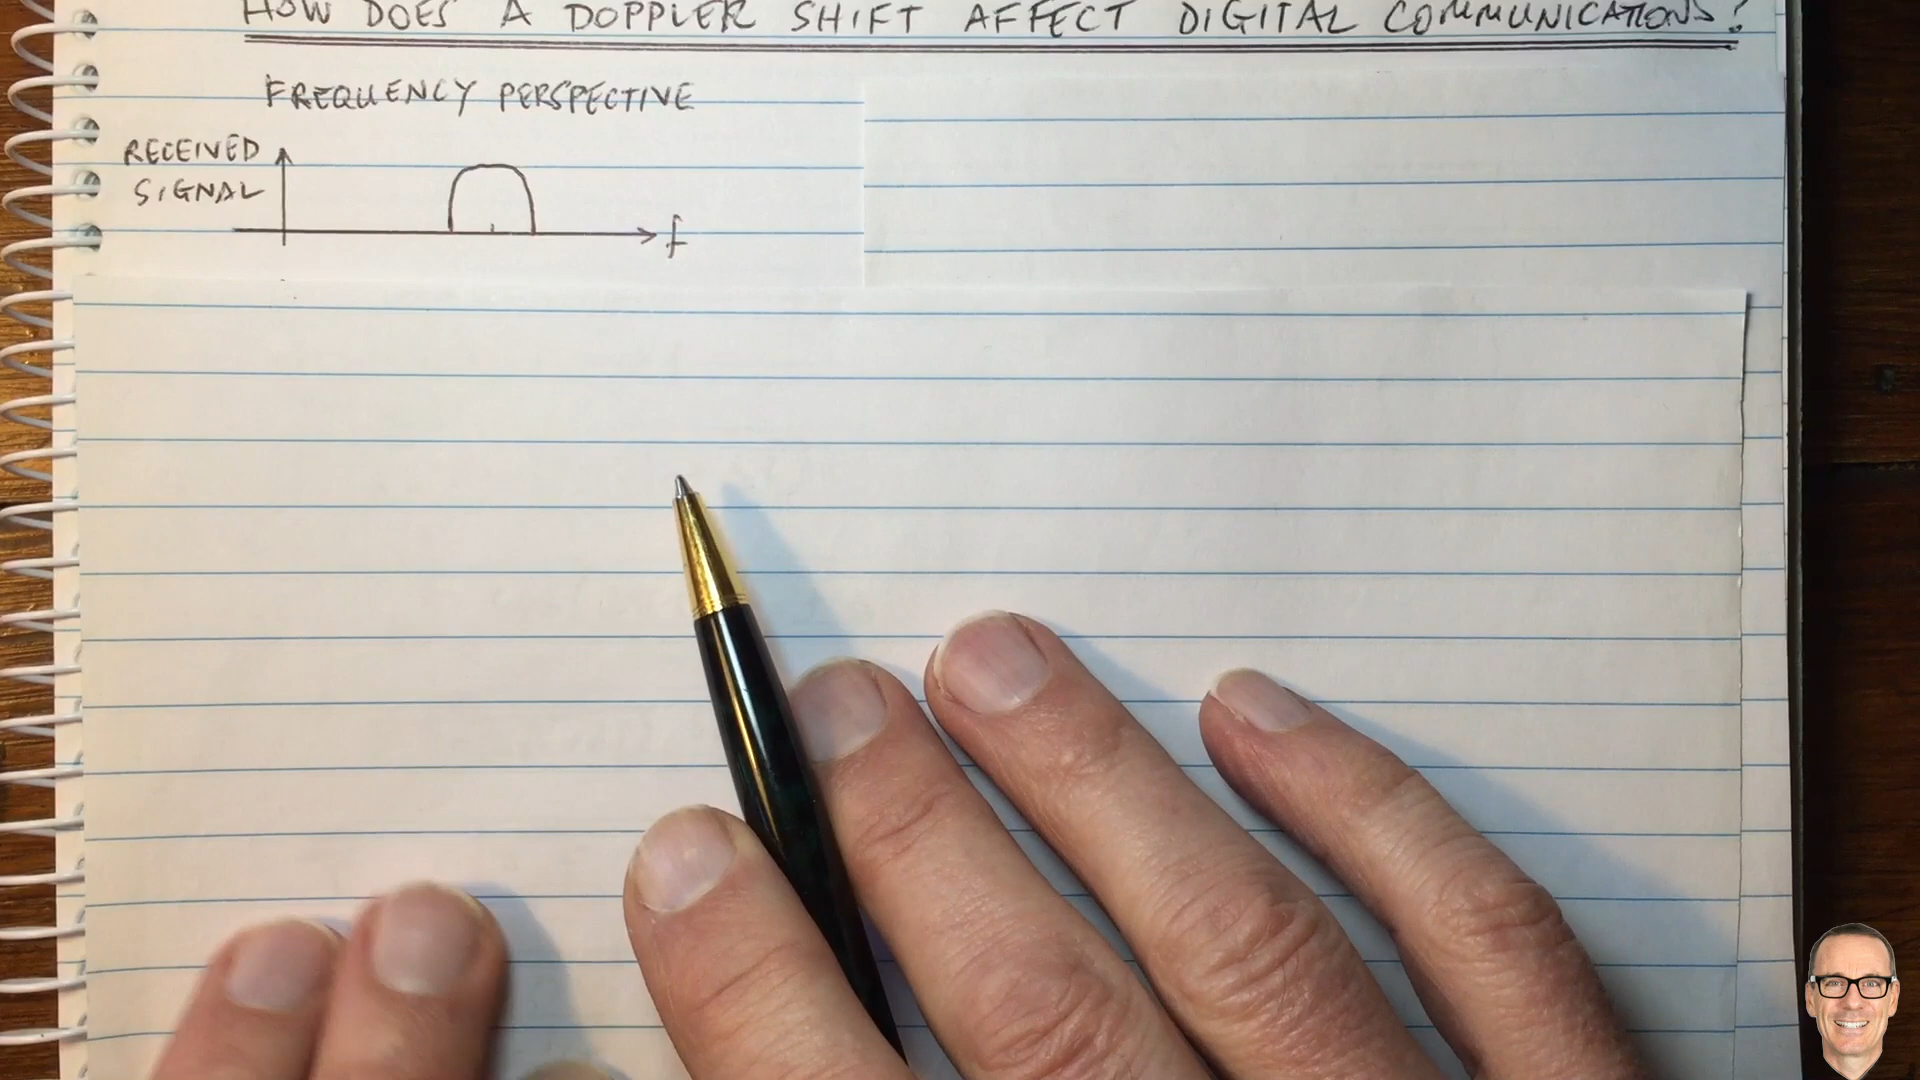 HOW DOES A DOPPLER SHIFT AFFECT DIGITAL COMMUNICATIONS?
FREQUENCY PERSPECTIVE
RECEIVED
SIGNAL
f